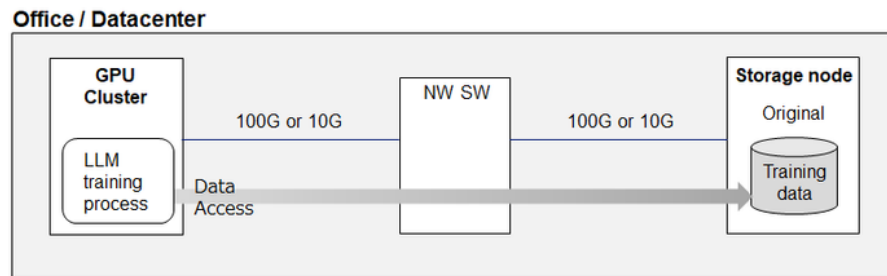 Office / Datacenter
GPU
Cluster
LLM
training
process
Data
Access
100G or 10G
NW SW
100G or 10G
Storage node
Original
Training
data